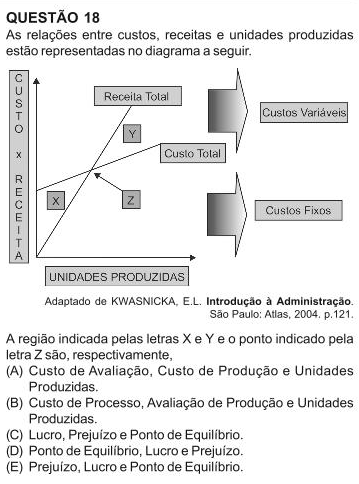 QUESTÃO 18
As relações entre custos, receitas e unidades produzidas
estão representadas no diagrama a seguir.
CUSTO x RECEITA
Receita Total
Custos Variáveis
Y
Custo Total
X
Z
Custos Fixos
UNIDADES PRODUZIDAS
Adaptado de KWASNICKA, E.L. Introdução à Administração.
São Paulo: Atlas, 2004. p.121.
A região indicada pelas letras X e Y e o ponto indicado pela
letra Z são, respectivamente,
(A) Custo de Avaliação, Custo de Produção e Unidades
Produzidas.
(B) Custo de Processo, Avaliação de Produção e Unidades
Produzidas.
(C) Lucro, Prejuízo e Ponto de Equilíbrio.
(D) Ponto de Equilíbrio, Lucro e Prejuízo.
(E) Prejuízo, Lucro e Ponto de Equilíbrio.